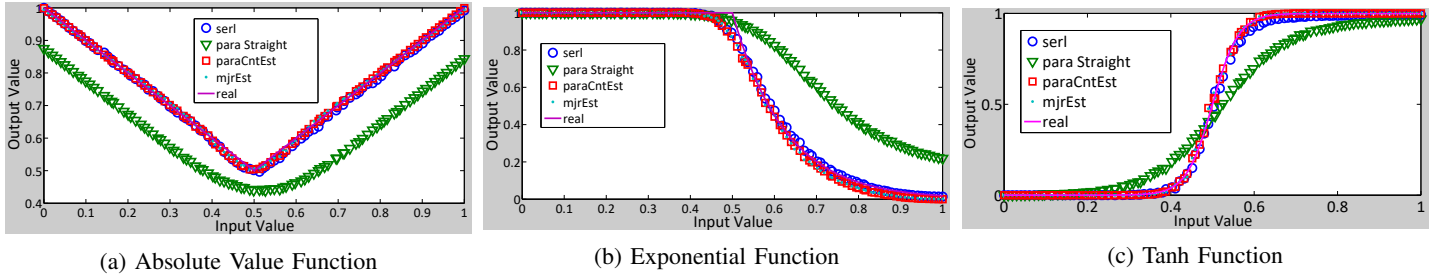 1
0.9
0.8
0.7
0.6
0.5
0.4
Output Value
serl
para Straight
paraCntEst
mjrEst
real
0 0.1 0.2 0.3 0.4 0.5 0.6 0.7 0.8 0.9 1
Input Value
(a) Absolute Value Function
1
0.8
0.6
0.4
0.2
0.0
Output Value
serl
para Straight
paraCntEst
mjrEst
real
0 0.1 0.2 0.3 0.4 0.5 0.6 0.7 0.8 0.9 1
Input Value
(b) Exponential Function
1
0.5
0
Output Value
serl
para Straight
paraCntEst
mjrEst
real
0 0.2 0.4 0.6 0.8 1
Input Value
(c) Tanh Function